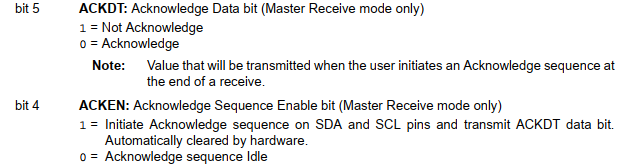 bit 5 ACKDT: Acknowledge Data bit (Master Receive mode only)
1 = Not Acknowledge
0 = Acknowledge
Note: Value that will be transmitted when the user initiates an Acknowledge sequence at
the end of a receive.
bit 4 ACKEN: Acknowledge Sequence Enable bit (Master Receive mode only)
1 = Initiate Acknowledge sequence on SDA and SCL pins and transmit ACKDT data bit.
Automatically cleared by hardware.
0 = Acknowledge sequence Idle